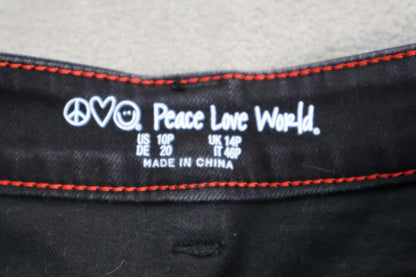 Peace Love World.
US 10P UK 14P
DE 20 IT 46P
MADE IN CHINA